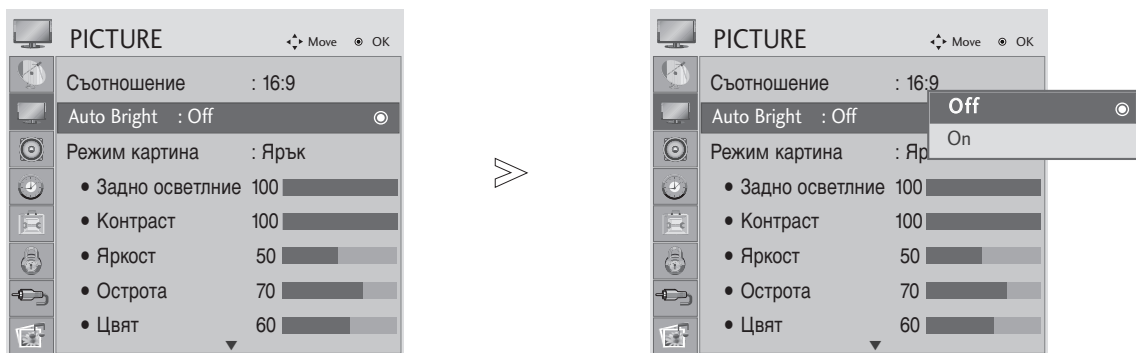 PICTURE Move OK
Съотношение : 16:9
Auto Bright : Off
Режим картина : Ярък
• Задно осветлние 100
• Контраст 100
• Яркост 50
• Острота 70
• Цвят 60
PICTURE Move OK
Съотношение : 16:9
Auto Bright : Off
Режим картина : Яр
• Задно осветлние 100
• Контраст 100
• Яркост 50
• Острота 70
• Цвят 60
Off
On